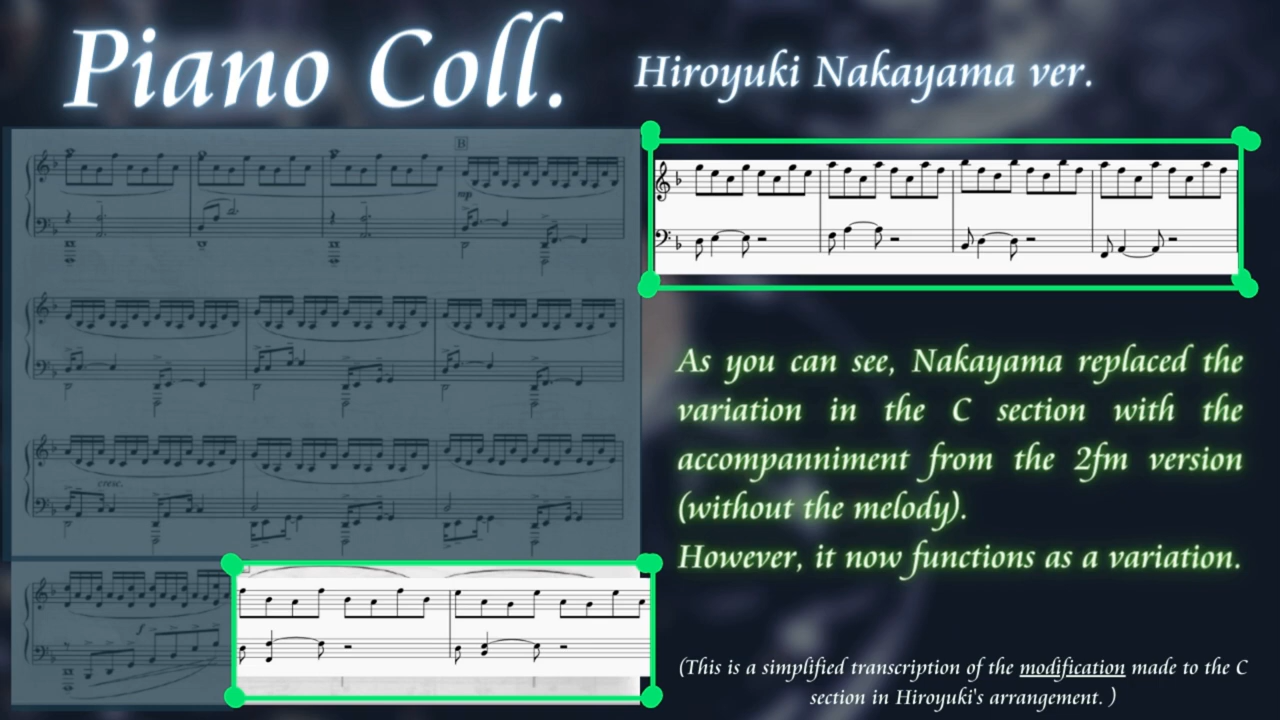 Piano Coll.
Hiroyuki Nakayama ver.
B
mp
cresc.
f
As you can see, Nakayama replaced the
variation in the C section with the
accompanniment from the 2fm version
(without the melody).
However, it now functions as a variation.
(This is a simplified transcription of the modification made to the C
section in Hiroyuki's arrangement. )